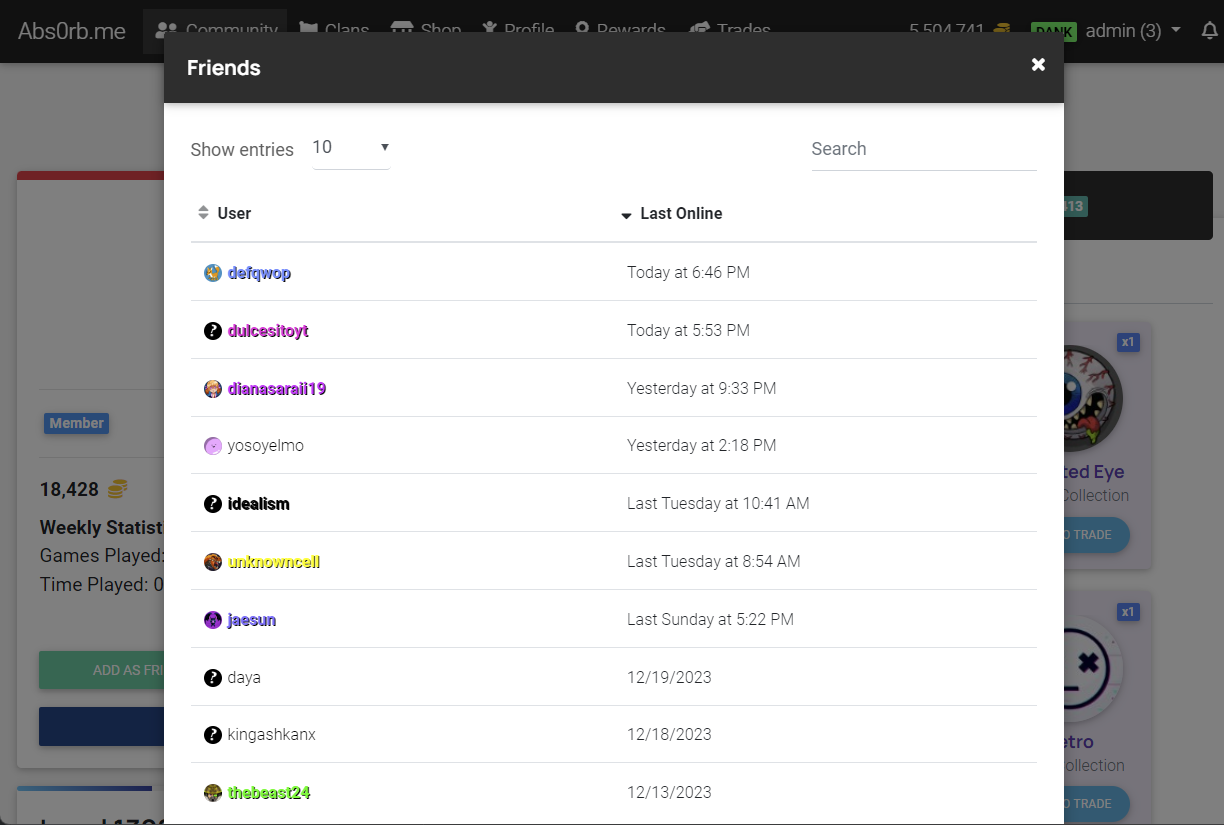 Abs0rb.me Community Clans Shop Profile Rewards Trades 5,504,741 DANK admin (3)
Friends
Show entries 10 Search
User Last Online
defqwop Today at 6:46 PM
dulcesitoyt Today at 5:53 PM
dianasaraii19 Yesterday at 9:33 PM
yosoyelmo Yesterday at 2:18 PM
idealism Last Tuesday at 10:41 AM
unknowncell Last Tuesday at 8:54 AM
jaesun Last Sunday at 5:22 PM
daya 12/19/2023
kingashkanx 12/18/2023
thebeast24 12/13/2023
Member
18,428
Weekly Statisti
Games Played:
Time Played: 0
ADD AS FRI
413
x1
ted Eye
Collection
O TRADE
x1
etro
ollection
O TRADE